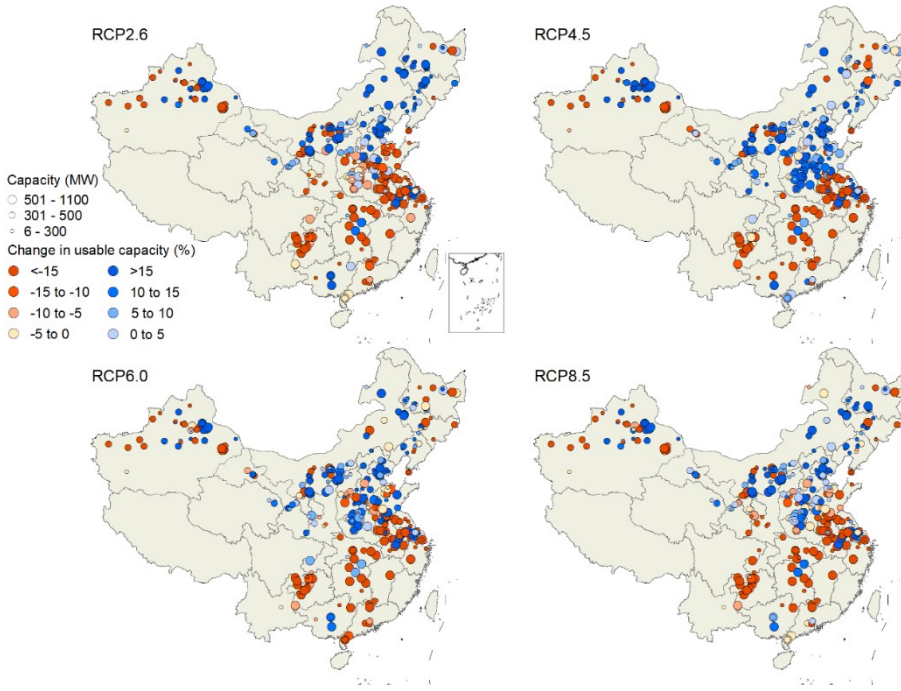 RCP2.6
RCP4.5
Capacity (MW)
501 - 1100
301 - 500
6 - 300
Change in usable capacity (%)
<-15
>15
-15 to -10
10 to 15
-10 to -5
5 to 10
-5 to 0
0 to 5
RCP6.0
RCP8.5